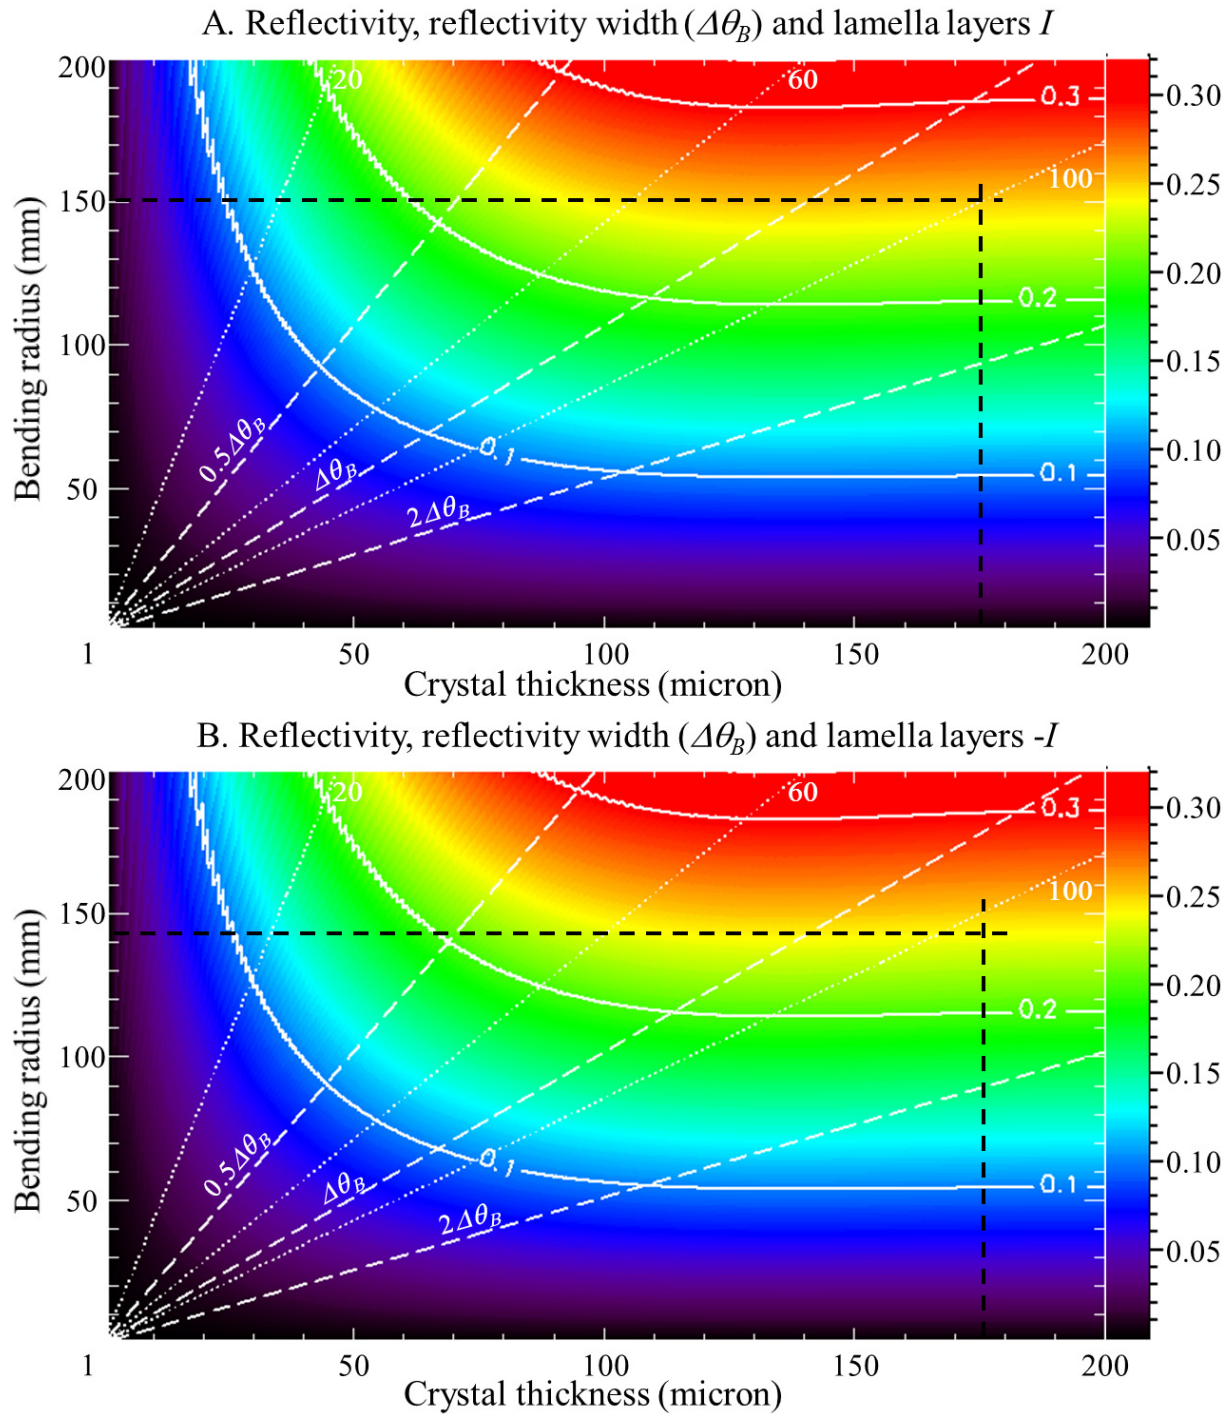 A. Reflectivity, reflectivity width (Δθ_B) and lamella layers I
200
20
60
0.3
0.30
100
0.25
150
0.20
0.2
Bending radius (mm)
100
0.15
0.5Δθ_B
0.1
0.10
Δθ_B
0.1
50
2Δθ_B
0.05
1 50 100 150 200
Crystal thickness (micron)
B. Reflectivity, reflectivity width (Δθ_B) and lamella layers -I
200
20
60
0.3
0.30
100
0.25
150
0.20
0.2
Bending radius (mm)
100
0.15
0.5Δθ_B
0.1
0.10
Δθ_B
0.1
50
2Δθ_B
0.05
1 50 100 150 200
Crystal thickness (micron)